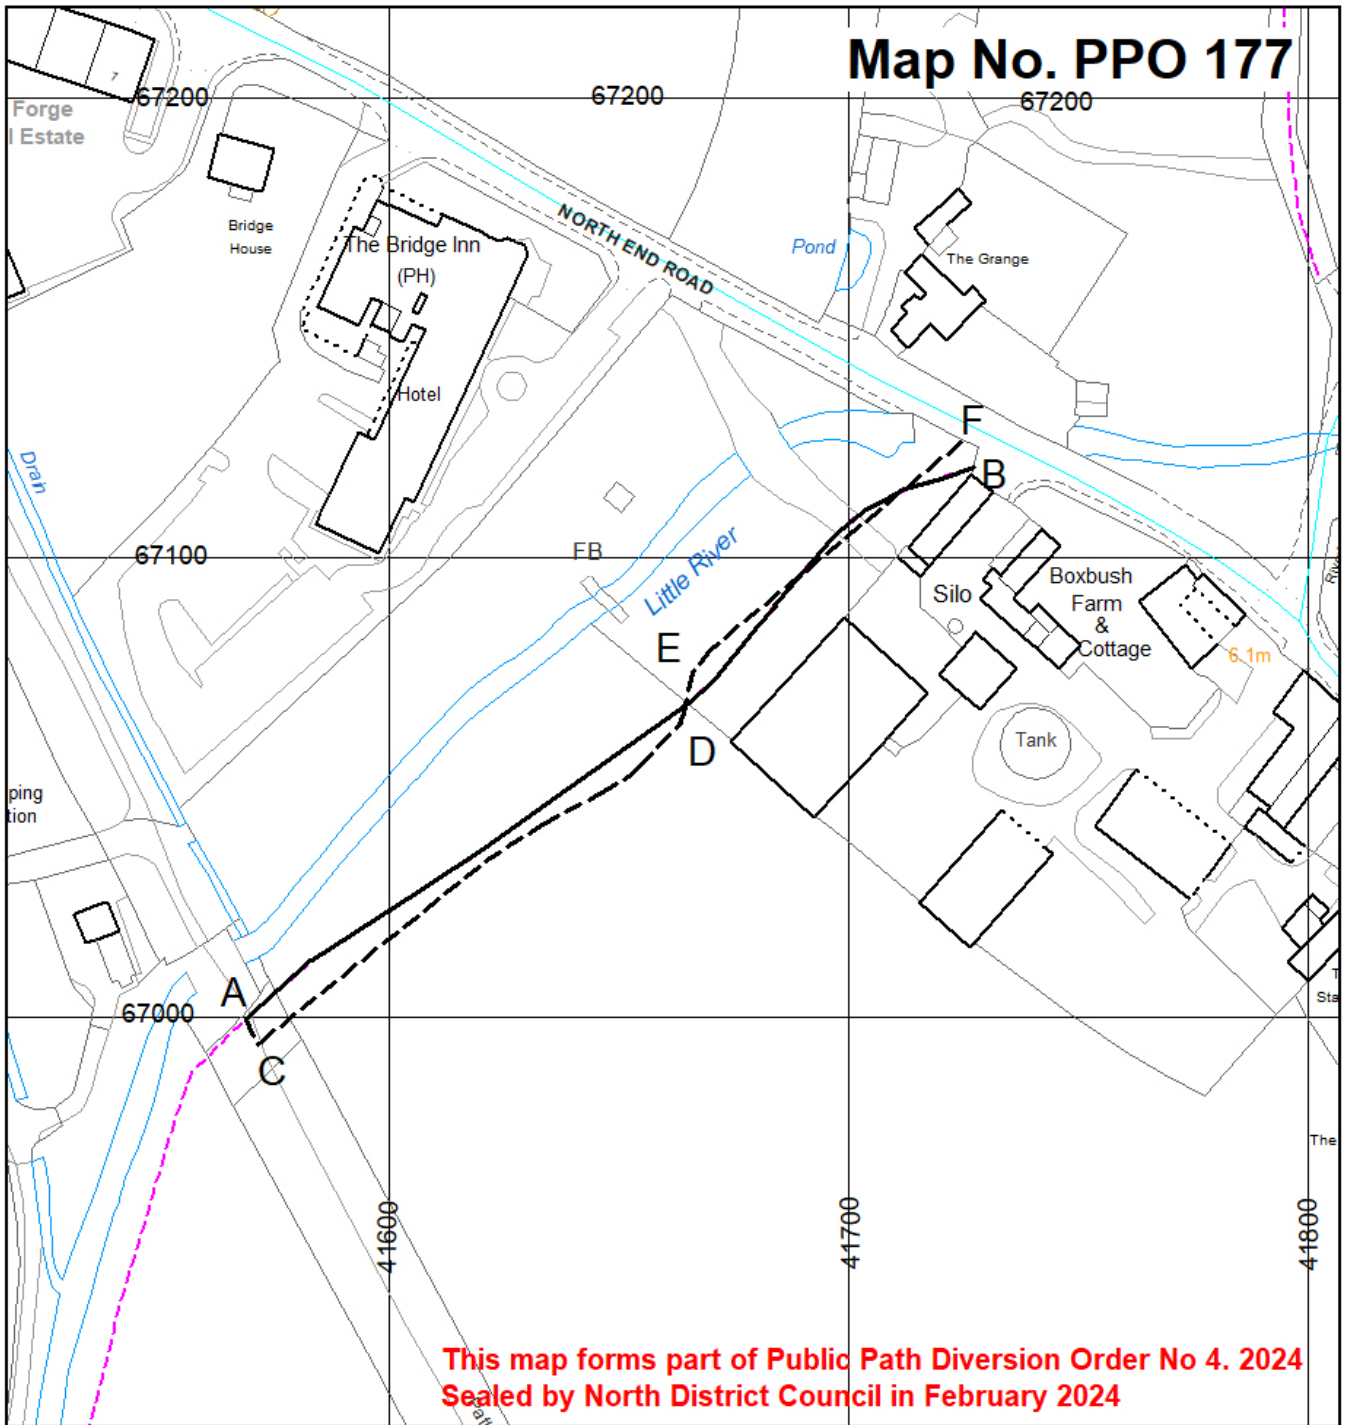 Map No. PPO 177
67200
67200
67200
Forge
l Estate
7
Bridge
House
The Bridge Inn
(PH)
Hotel
NORTH END ROAD
Pond
The Grange
F
B
Drain
67100
FB
Little River
Silo
Boxbush
Farm
&
Cottage
6.1m
E
D
Tank
ping
tion
A
67000
C
T
Sta
The
41600
41700
41800
This map forms part of Public Path Diversion Order No 4. 2024
Sealed by North District Council in February 2024